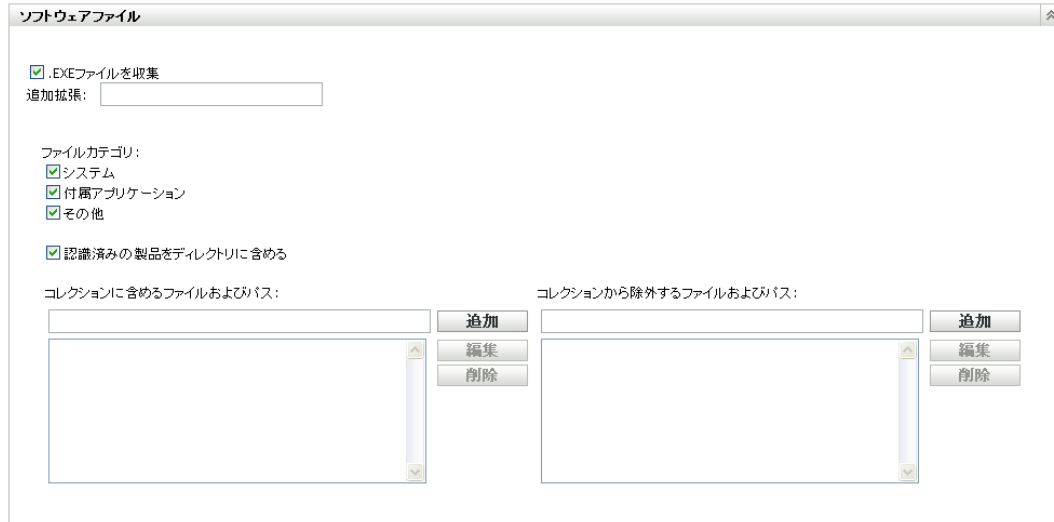 ソフトウェアファイル
.EXEファイルを収集
追加拡張:
ファイルカテゴリ:
システム
付属アプリケーション
その他
認識済みの製品をディレクトリに含める
コレクションに含めるファイルおよびパス:
追加
編集
削除
コレクションから除外するファイルおよびパス:
追加
編集
削除